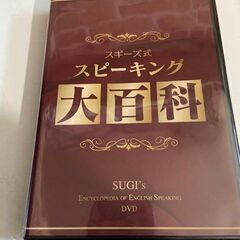 スギーズ式
スピーキング
大百科
SUGI's
ENCYCLOPEDIA OF ENGLISH SPEAKING
DVD